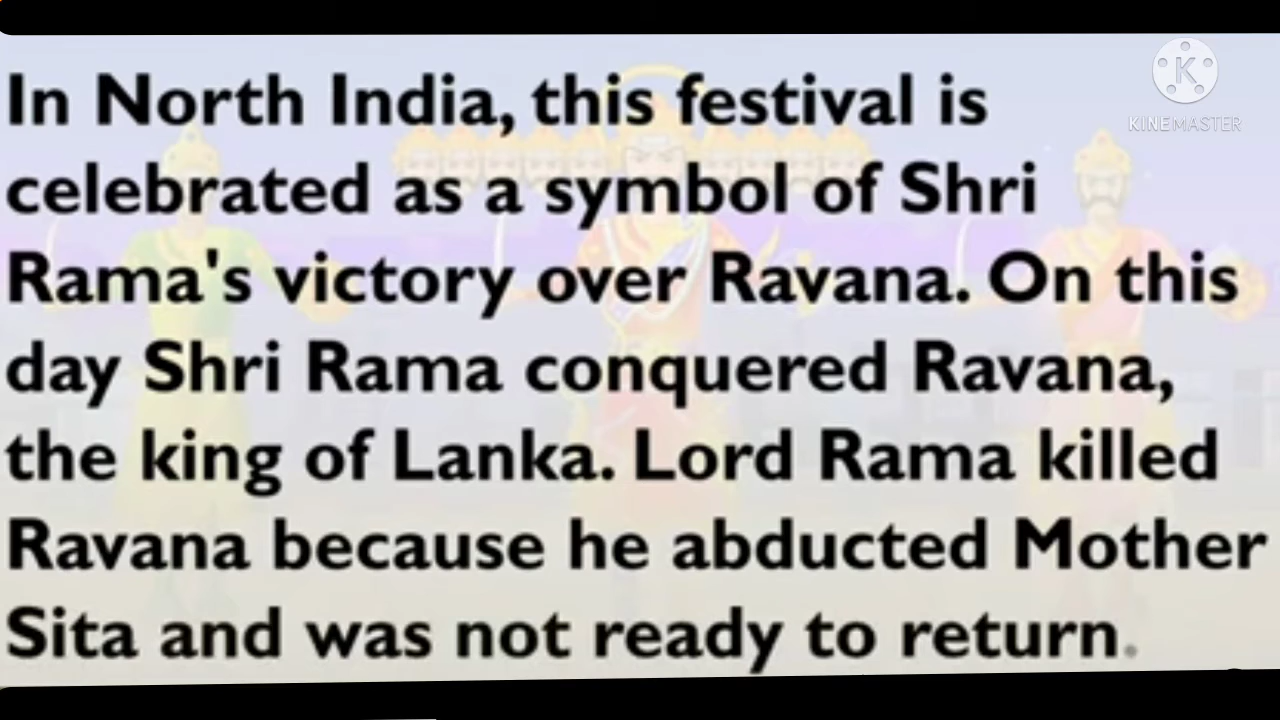 In North India, this festival is
celebrated as a symbol of Shri
Rama's victory over Ravana. On this
day Shri Rama conquered Ravana,
the king of Lanka. Lord Rama killed
Ravana because he abducted Mother
Sita and was not ready to return.
K
KINEMASTER